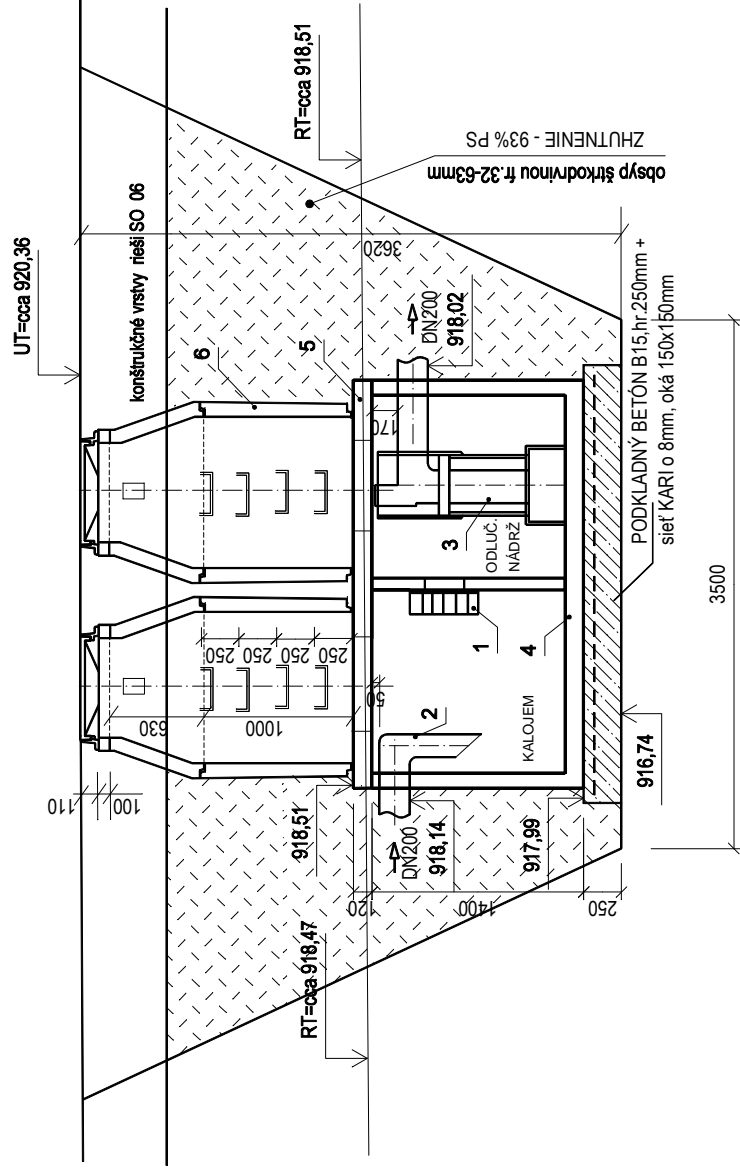 UT=cca 920,36
konštrukčné vrstvy rieši SO 06
RT=cca 918,51
obsyp štrkodrvinou fr.32-63mm
ZHUTNENIE - 93% PS
3620
6
5
110
100
630
1000
250
250
250
250
50
170
918,51
RT=cca 918,47
DN200
918,14
DN200
918,02
2
1
3
4
KALOJEM
ODLUČ.
NÁDRŽ
120
1400
250
917,99
916,74
PODKLADNÝ BETÓN B15,hr.250mm +
sieť KARI o 8mm, oká 150x150mm
3500